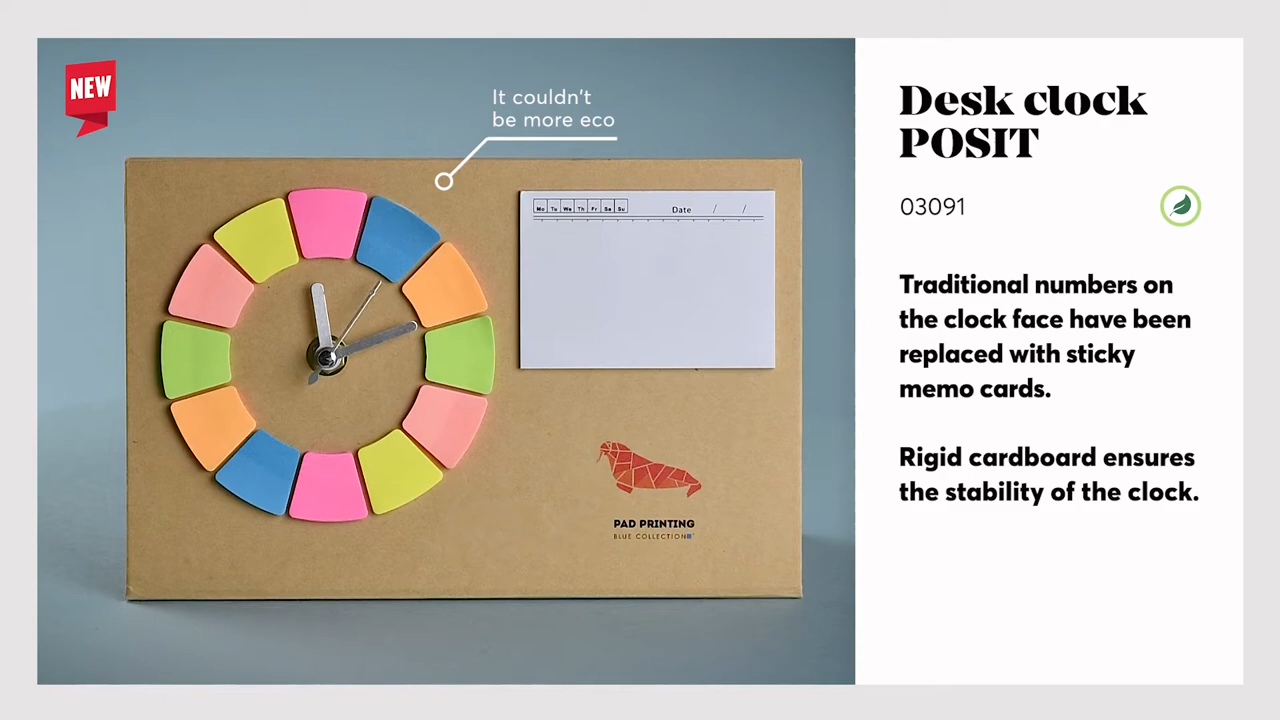 NEW
It couldn't
be more eco
Mo Tu We Th Fr Sa Su
Date / /
PAD PRINTING
BLUE COLLECTION
Desk clock
POSIT
03091
Traditional numbers on
the clock face have been
replaced with sticky
memo cards.
Rigid cardboard ensures
the stability of the clock.